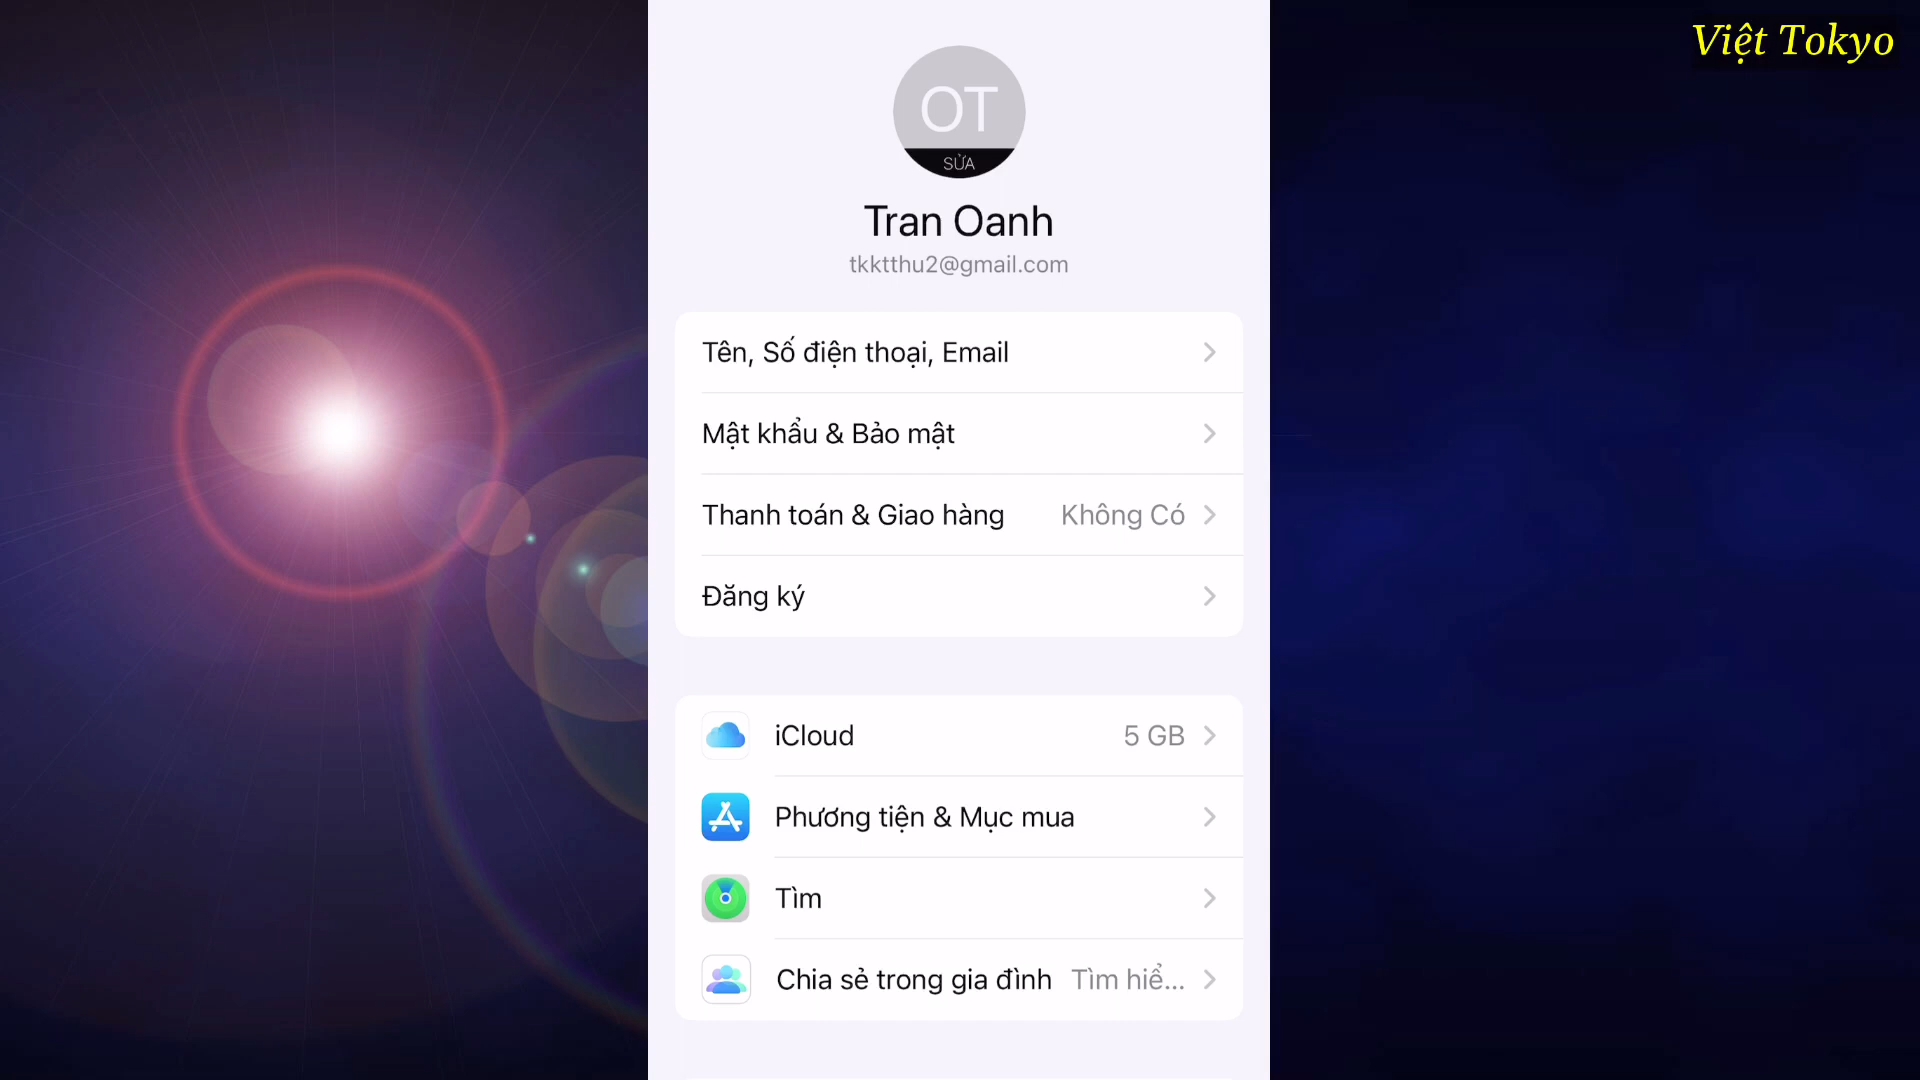 Việt Tokyo
OT
SỬA
Tran Oanh
tkktthu2@gmail.com
Tên, Số điện thoại, Email
Mật khẩu & Bảo mật
Thanh toán & Giao hàng Không Có
Đăng ký
iCloud 5 GB
Phương tiện & Mục mua
Tìm
Chia sẻ trong gia đình Tìm hiể...